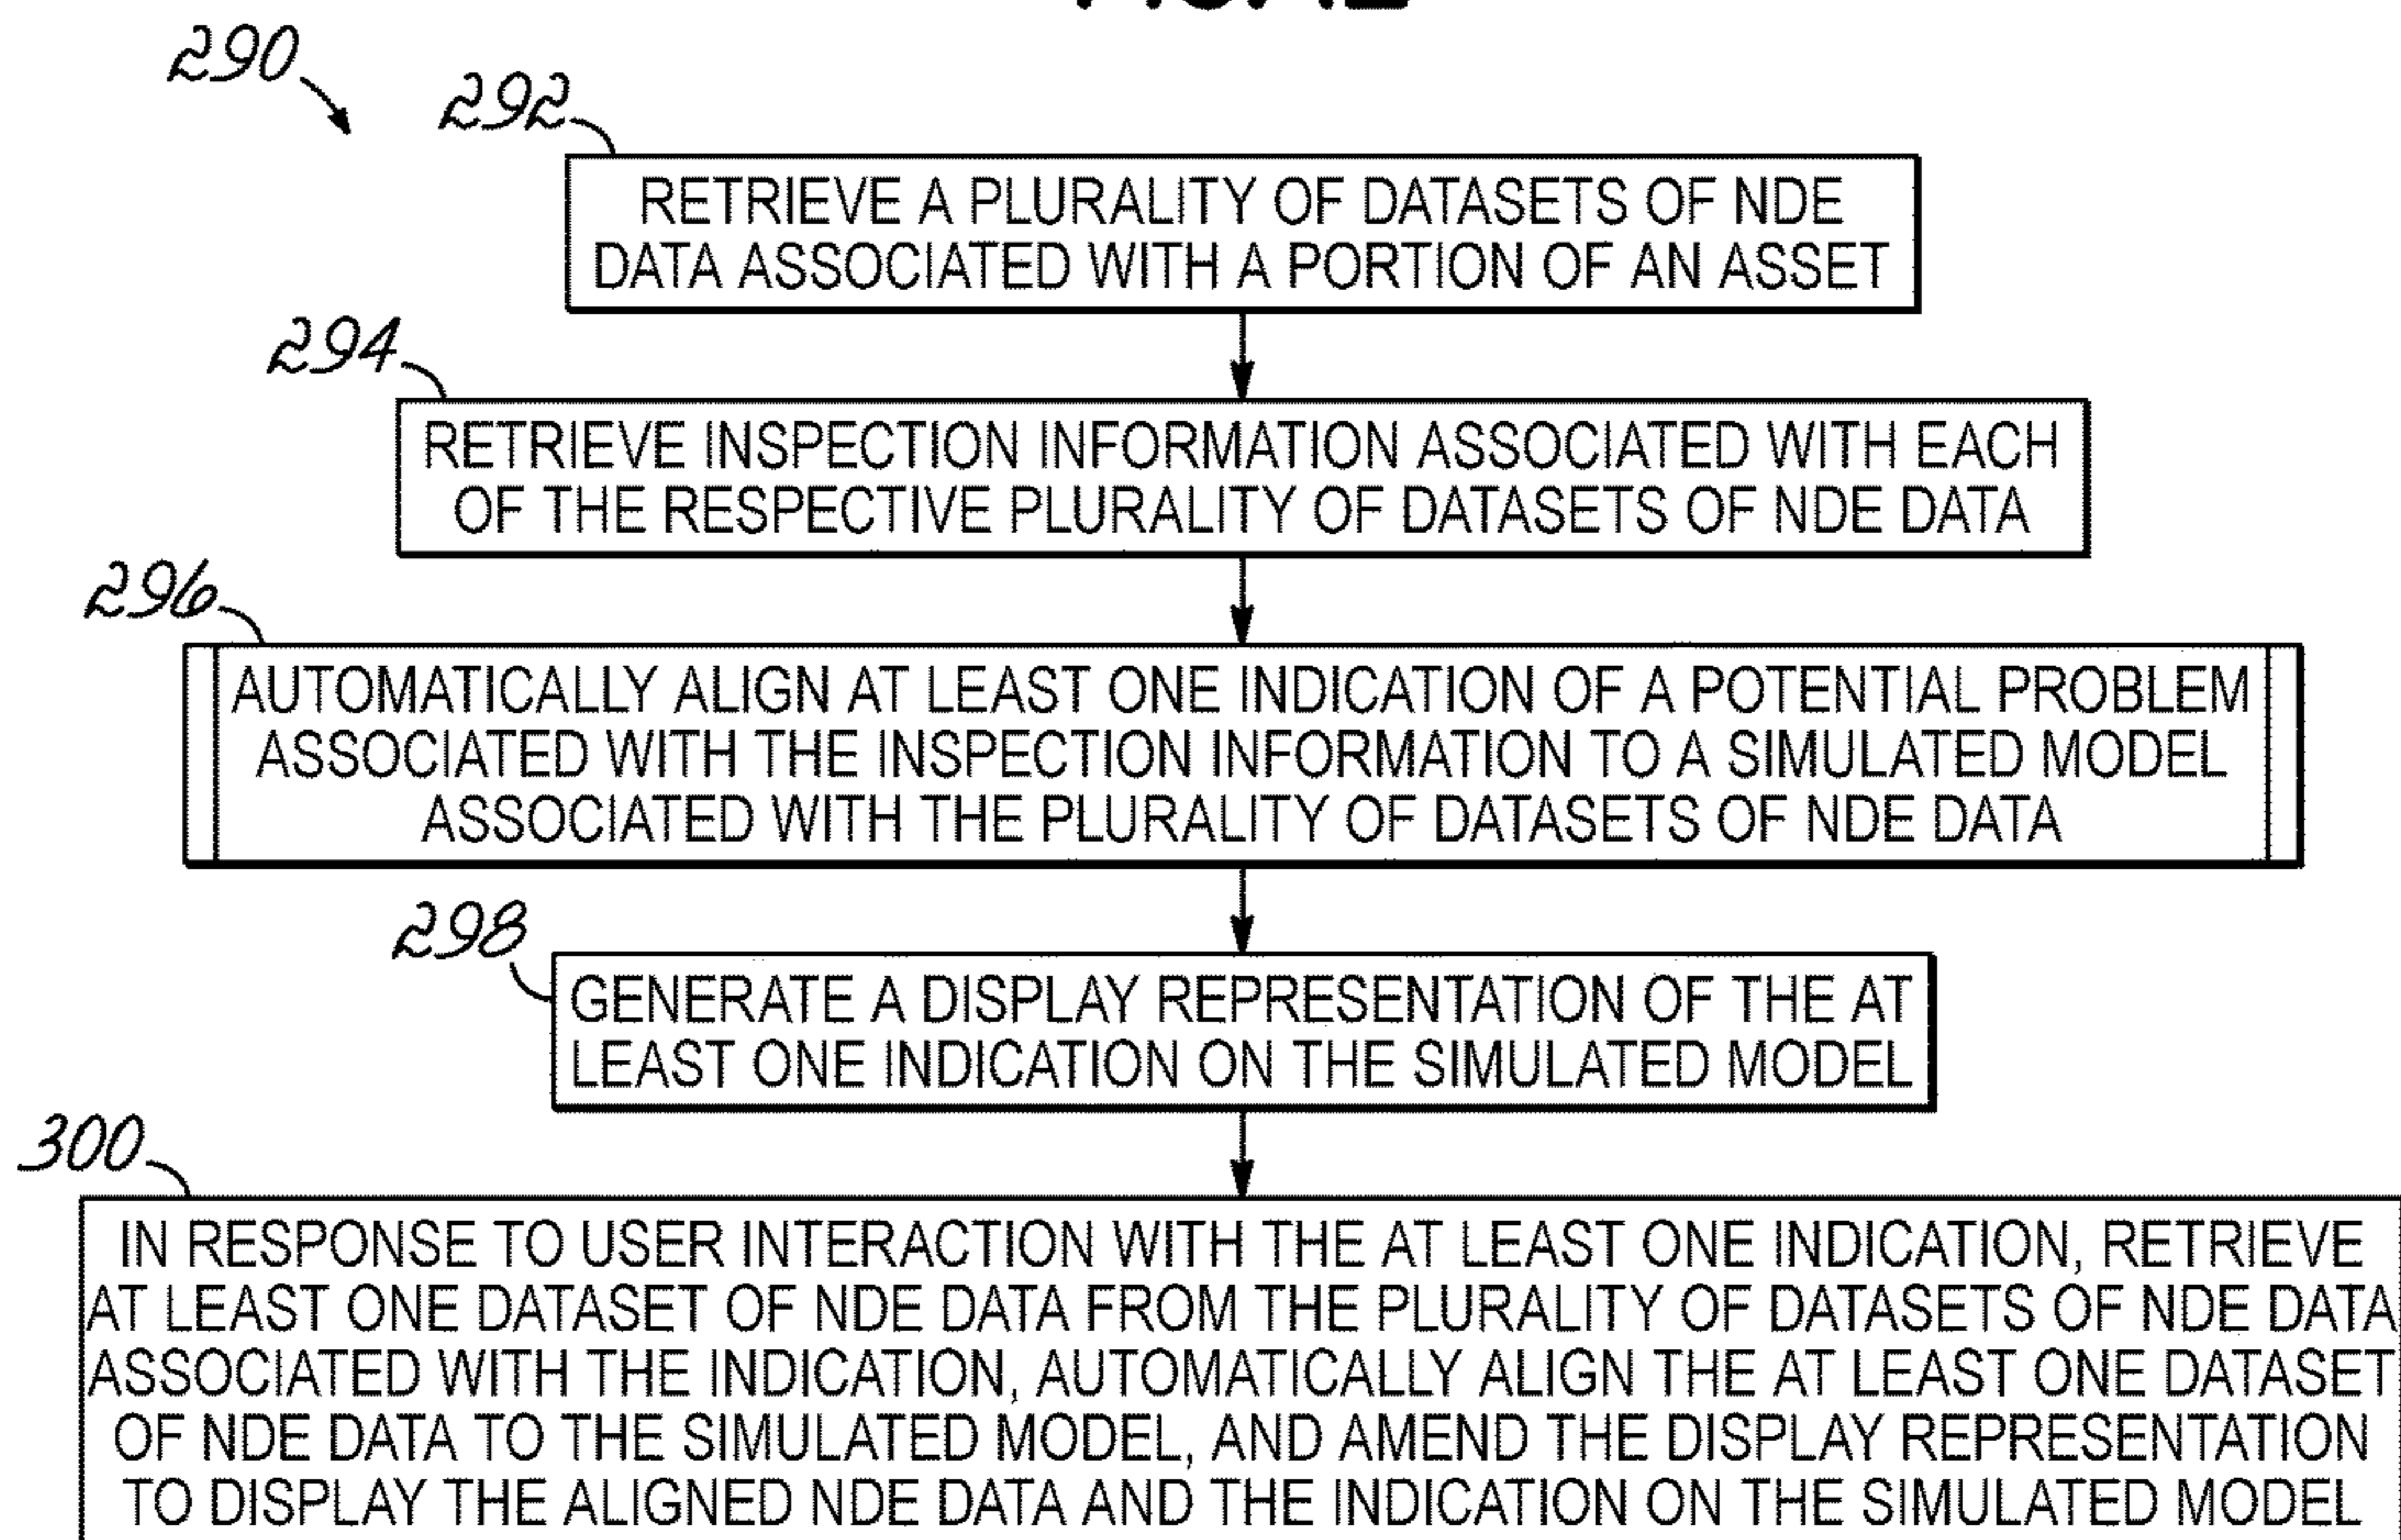 290
292
RETRIEVE A PLURALITY OF DATASETS OF NDE
DATA ASSOCIATED WITH A PORTION OF AN ASSET
294
RETRIEVE INSPECTION INFORMATION ASSOCIATED WITH EACH
OF THE RESPECTIVE PLURALITY OF DATASETS OF NDE DATA
296
AUTOMATICALLY ALIGN AT LEAST ONE INDICATION OF A POTENTIAL PROBLEM
ASSOCIATED WITH THE INSPECTION INFORMATION TO A SIMULATED MODEL
ASSOCIATED WITH THE PLURALITY OF DATASETS OF NDE DATA
298
GENERATE A DISPLAY REPRESENTATION OF THE AT
LEAST ONE INDICATION ON THE SIMULATED MODEL
300
IN RESPONSE TO USER INTERACTION WITH THE AT LEAST ONE INDICATION, RETRIEVE
AT LEAST ONE DATASET OF NDE DATA FROM THE PLURALITY OF DATASETS OF NDE DATA
ASSOCIATED WITH THE INDICATION, AUTOMATICALLY ALIGN THE AT LEAST ONE DATASET
OF NDE DATA TO THE SIMULATED MODEL, AND AMEND THE DISPLAY REPRESENTATION
TO DISPLAY THE ALIGNED NDE DATA AND THE INDICATION ON THE SIMULATED MODEL